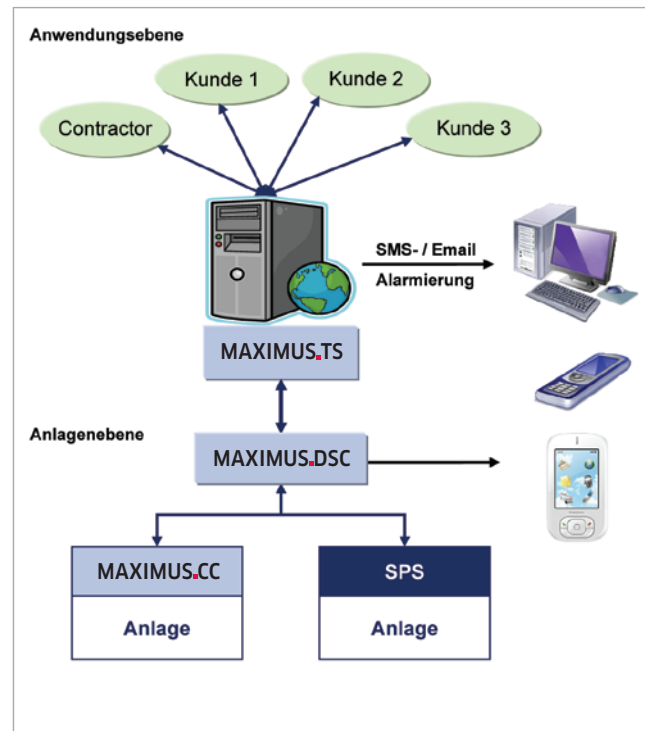 Anwendungsebene
Kunde 1
Kunde 2
Contractor
Kunde 3
SMS- / Email
Alarmierung
MAXIMUS.TS
Anlagenebene
MAXIMUS.DSC
MAXIMUS.CC
SPS
Anlage
Anlage